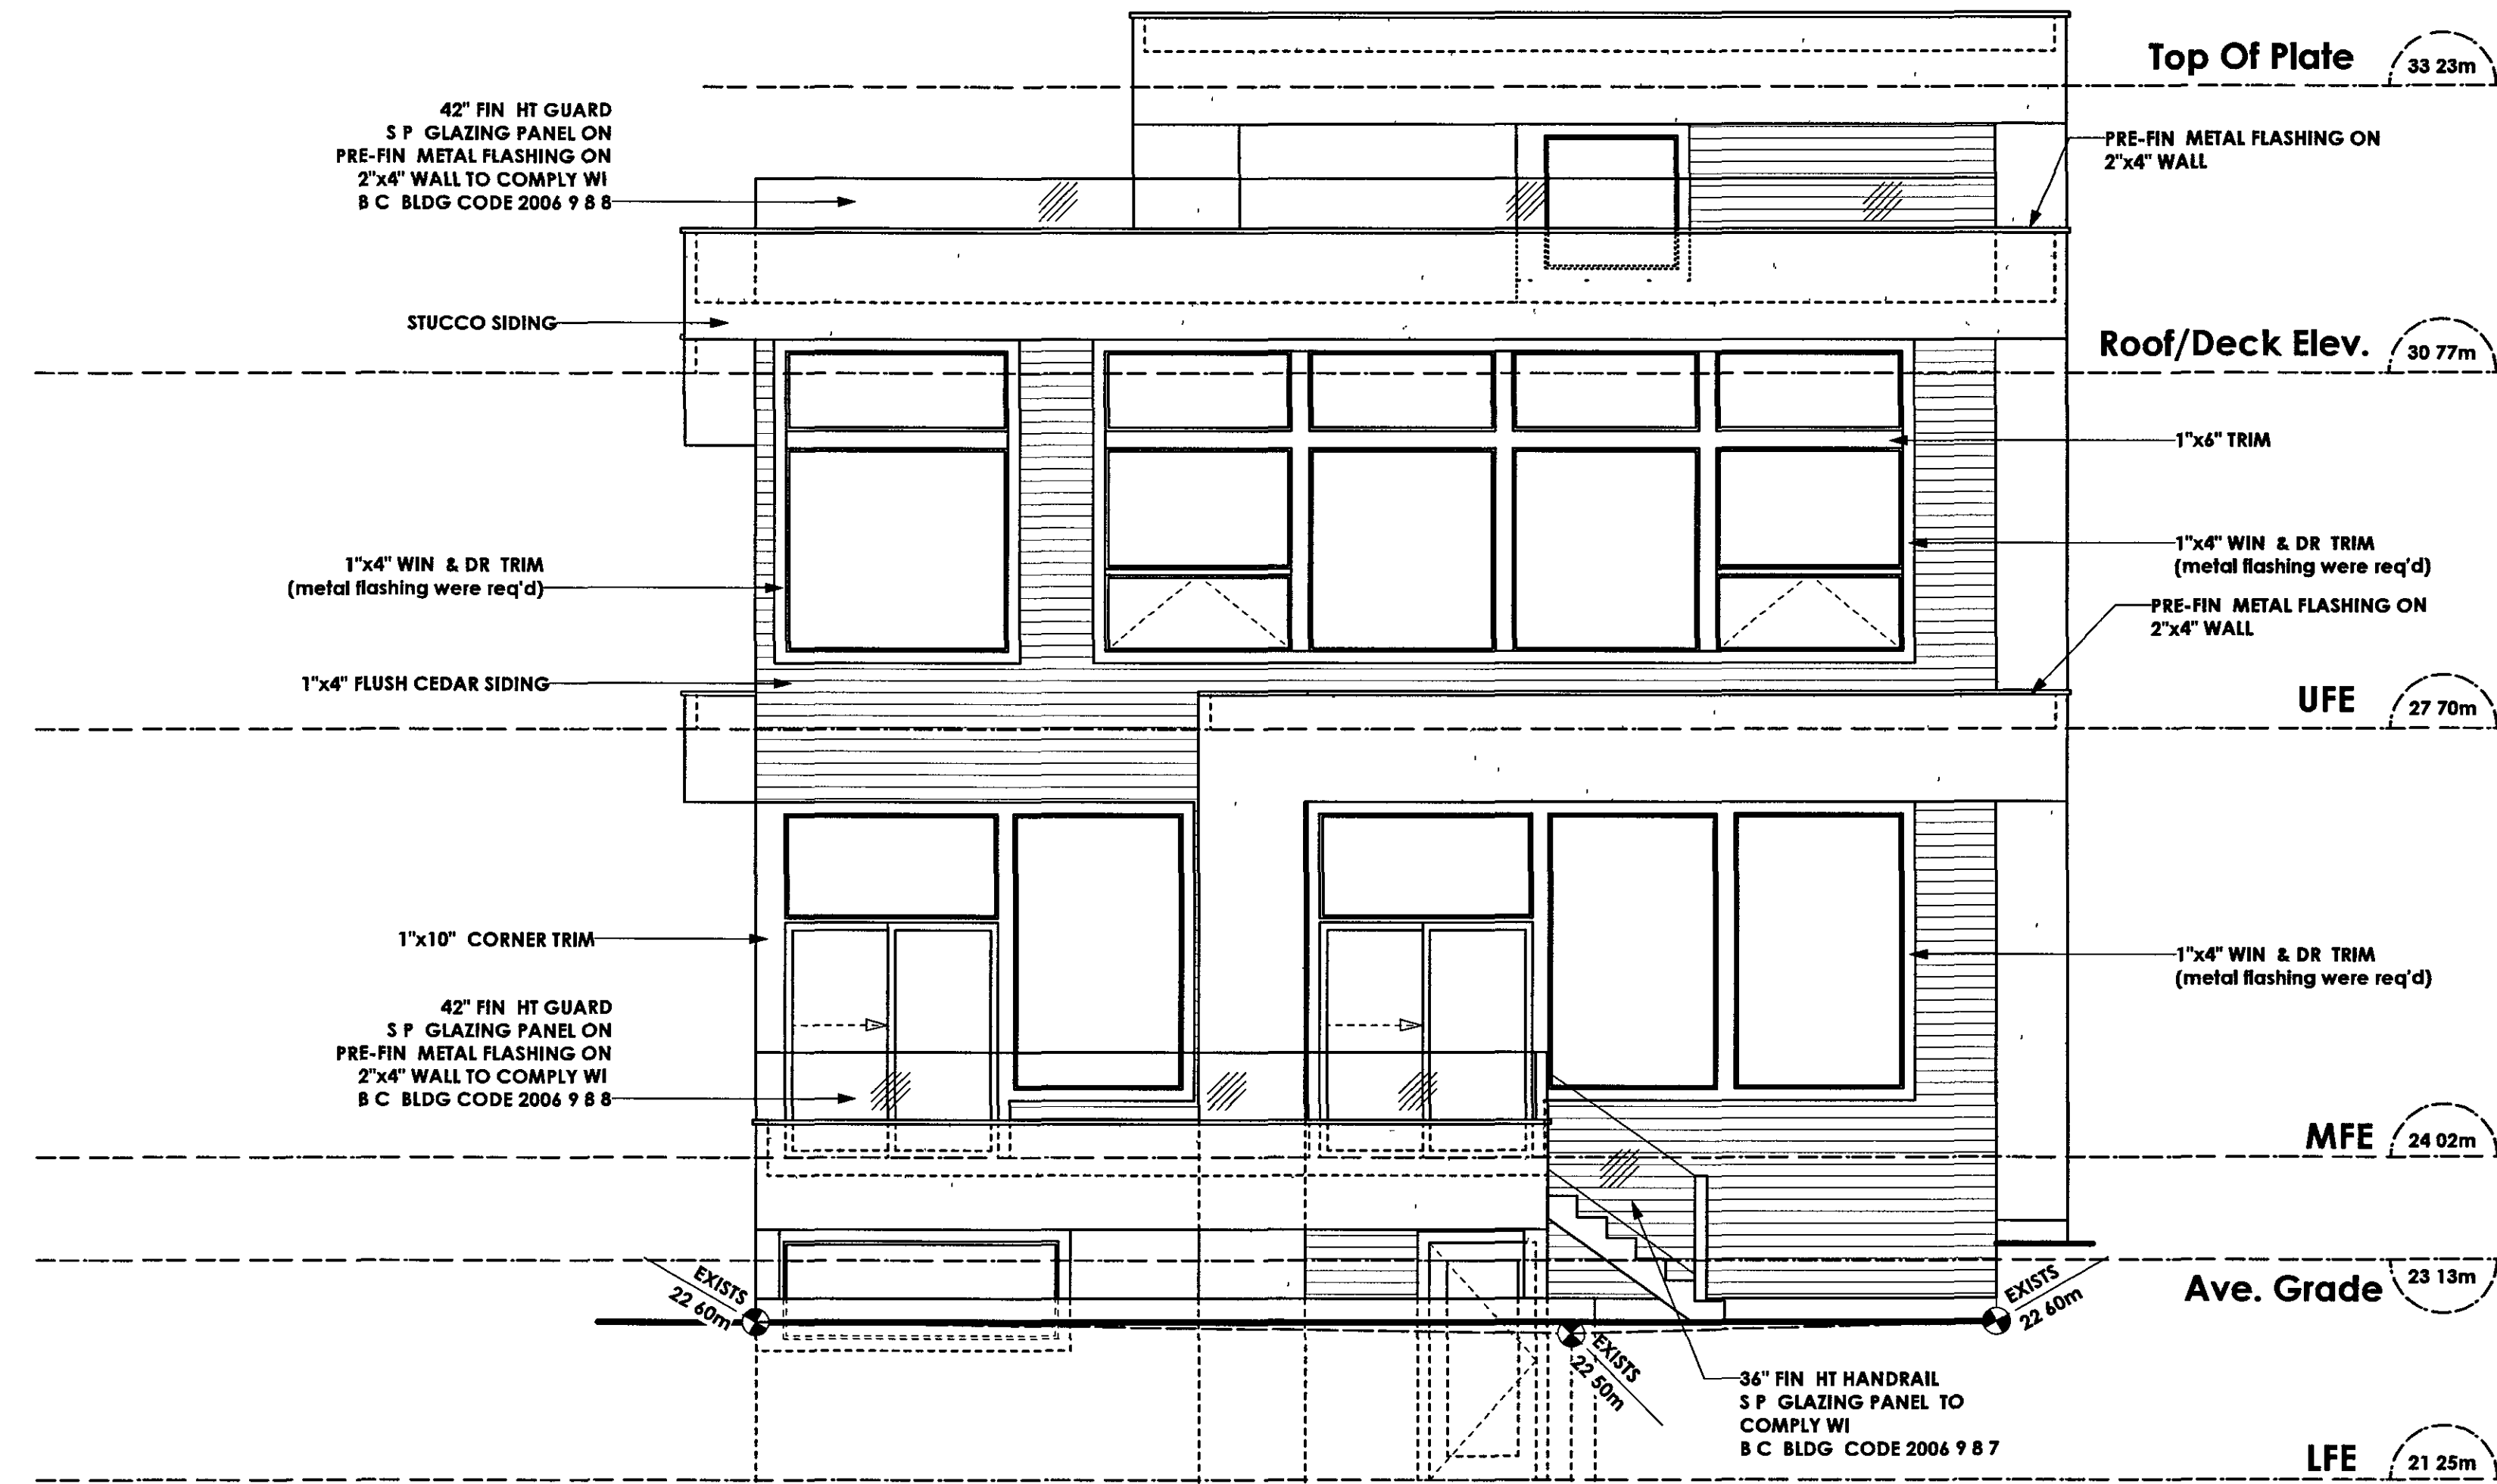 Top Of Plate
33 23m
42" FIN HT GUARD
S P GLAZING PANEL ON
PRE-FIN METAL FLASHING ON
2"x4" WALL TO COMPLY WI
B C BLDG CODE 2006 9 8 8
PRE-FIN METAL FLASHING ON
2"x4" WALL
STUCCO SIDING
Roof/Deck Elev.
30 77m
1"x6" TRIM
1"x4" WIN & DR TRIM
(metal flashing were req'd)
1"x4" WIN & DR TRIM
(metal flashing were req'd)
PRE-FIN METAL FLASHING ON
2"x4" WALL
1"x4" FLUSH CEDAR SIDING
UFE
27 70m
1"x10" CORNER TRIM
1"x4" WIN & DR TRIM
(metal flashing were req'd)
42" FIN HT GUARD
S P GLAZING PANEL ON
PRE-FIN METAL FLASHING ON
2"x4" WALL TO COMPLY WI
B C BLDG CODE 2006 9 8 8
MFE
24 02m
Ave. Grade
23 13m
EXISTS
22 60m
EXISTS
22 50m
EXISTS
22 60m
36" FIN HT HANDRAIL
S P GLAZING PANEL TO
COMPLY WI
B C BLDG CODE 2006 9 8 7
LFE
21 25m